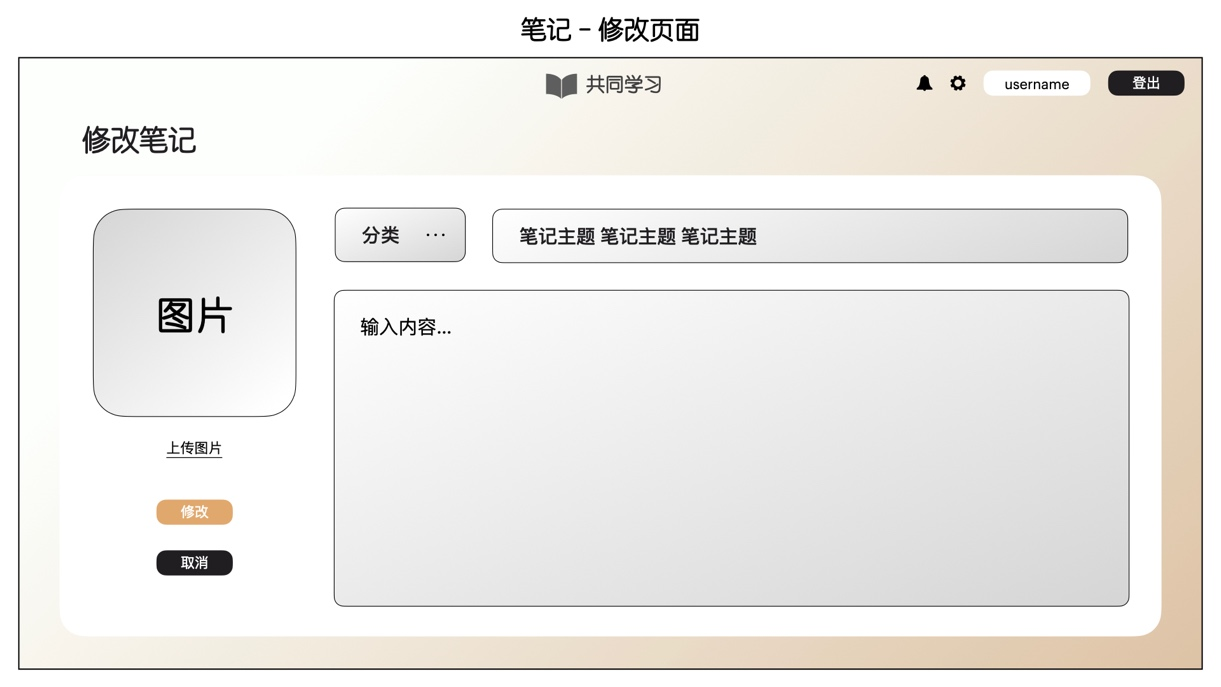 笔记 - 修改页面
共同学习
username
登出
修改笔记
图片
分类 ...
笔记主题 笔记主题 笔记主题
输入内容...
上传图片
修改
取消